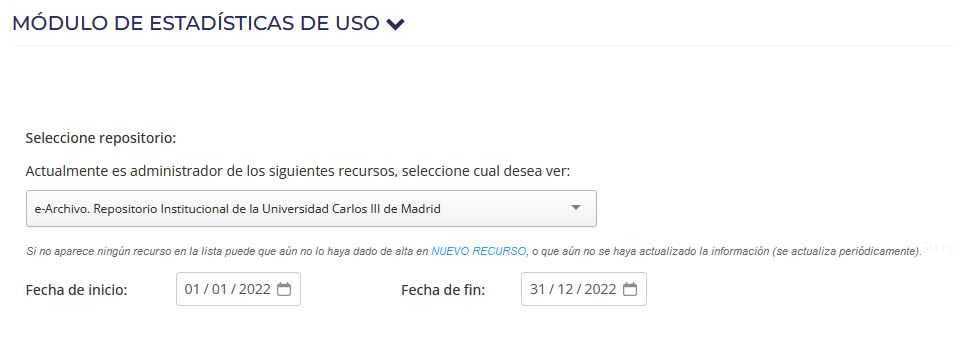 MÓDULO DE ESTADÍSTICAS DE USO
Seleccione repositorio:
Actualmente es administrador de los siguientes recursos, seleccione cual desea ver:
e-Archivo. Repositorio Institucional de la Universidad Carlos III de Madrid
Si no aparece ningún recurso en la lista puede que aún no lo haya dado de alta en NUEVO RECURSO, o que aún no se haya actualizado la información (se actualiza periódicamente).
Fecha de inicio: 01 / 01 / 2022 Fecha de fin: 31 / 12 / 2022